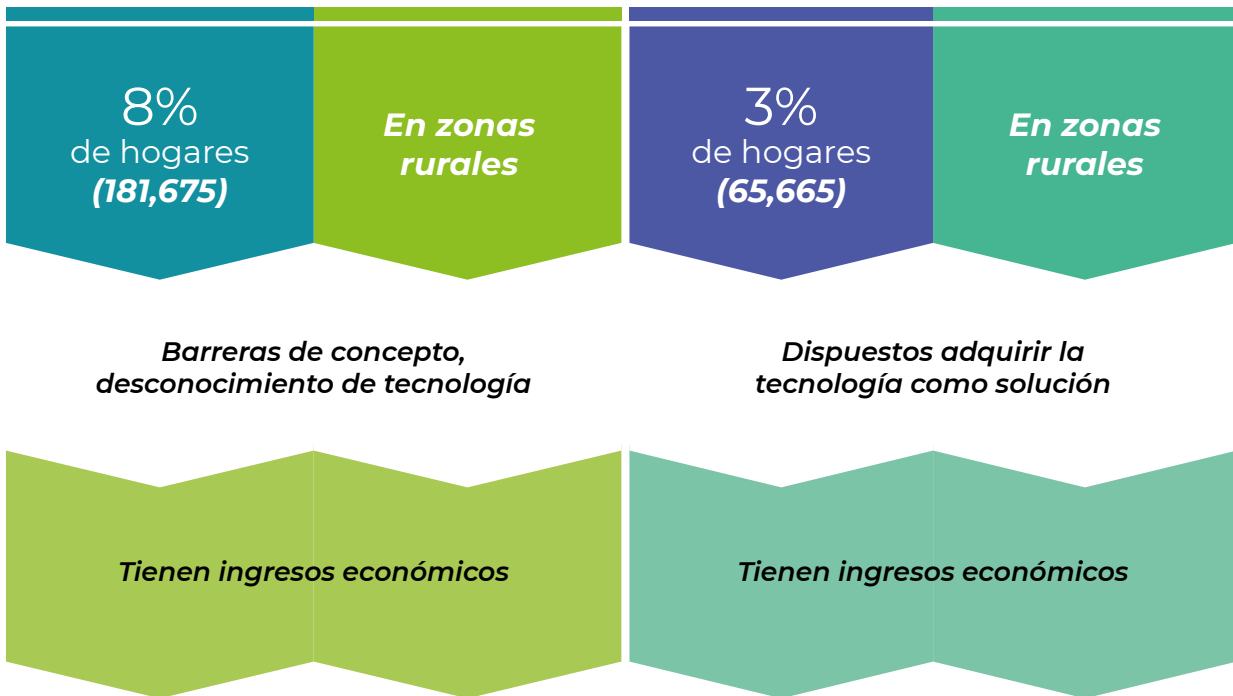 8%
de hogares
(181,675)
En zonas
rurales
3%
de hogares
(65,665)
En zonas
rurales
Barreras de concepto,
desconocimiento de tecnología
Dispuestos adquirir la
tecnología como solución
Tienen ingresos económicos
Tienen ingresos económicos